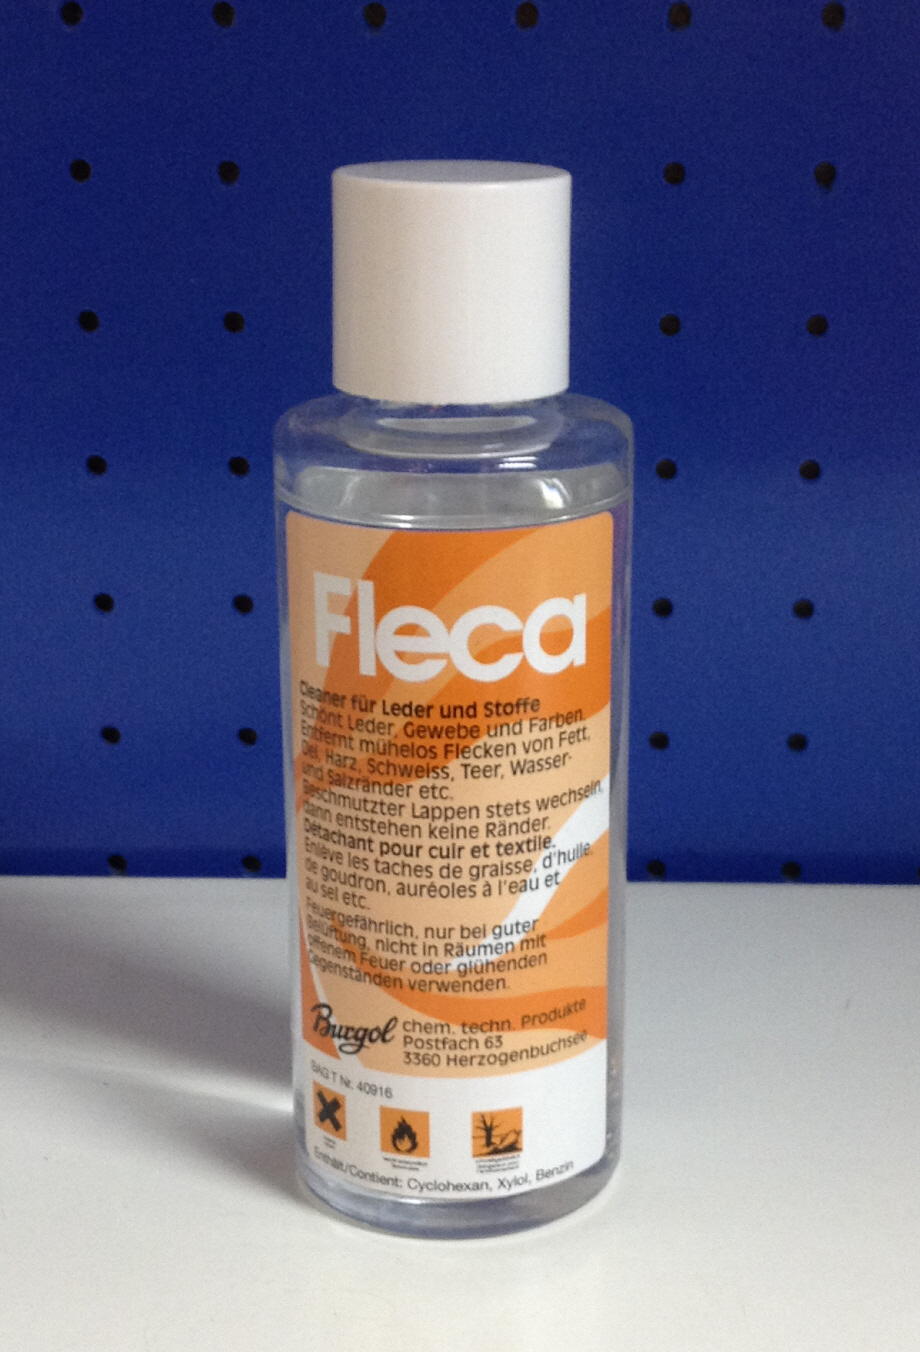 Fleca
Cleaner für Leder und Stoffe
Schont Leder, Gewebe und Farben.
Entfernt mühelos Flecken von Fett,
Oel, Harz, Schweiss, Teer, Wasser-
und Salzränder etc.
Beschmutzter Lappen stets wechseln,
dann entstehen keine Ränder.
Détachant pour cuir et textile.
Enlève les taches de graisse, d'huile,
de goudron, auréoles à l'eau et
au sel etc.
Feuergefährlich, nur bei guter
Belüftung, nicht in Räumen mit
offenem Feuer oder glühenden
Gegenständen verwenden.
Burgol chem. techn. Produkte
Postfach 63
3360 Herzogenbuchsee
BAG T Nr. 40916
Enthält/Contient: Cyclohexan, Xylol, Benzin